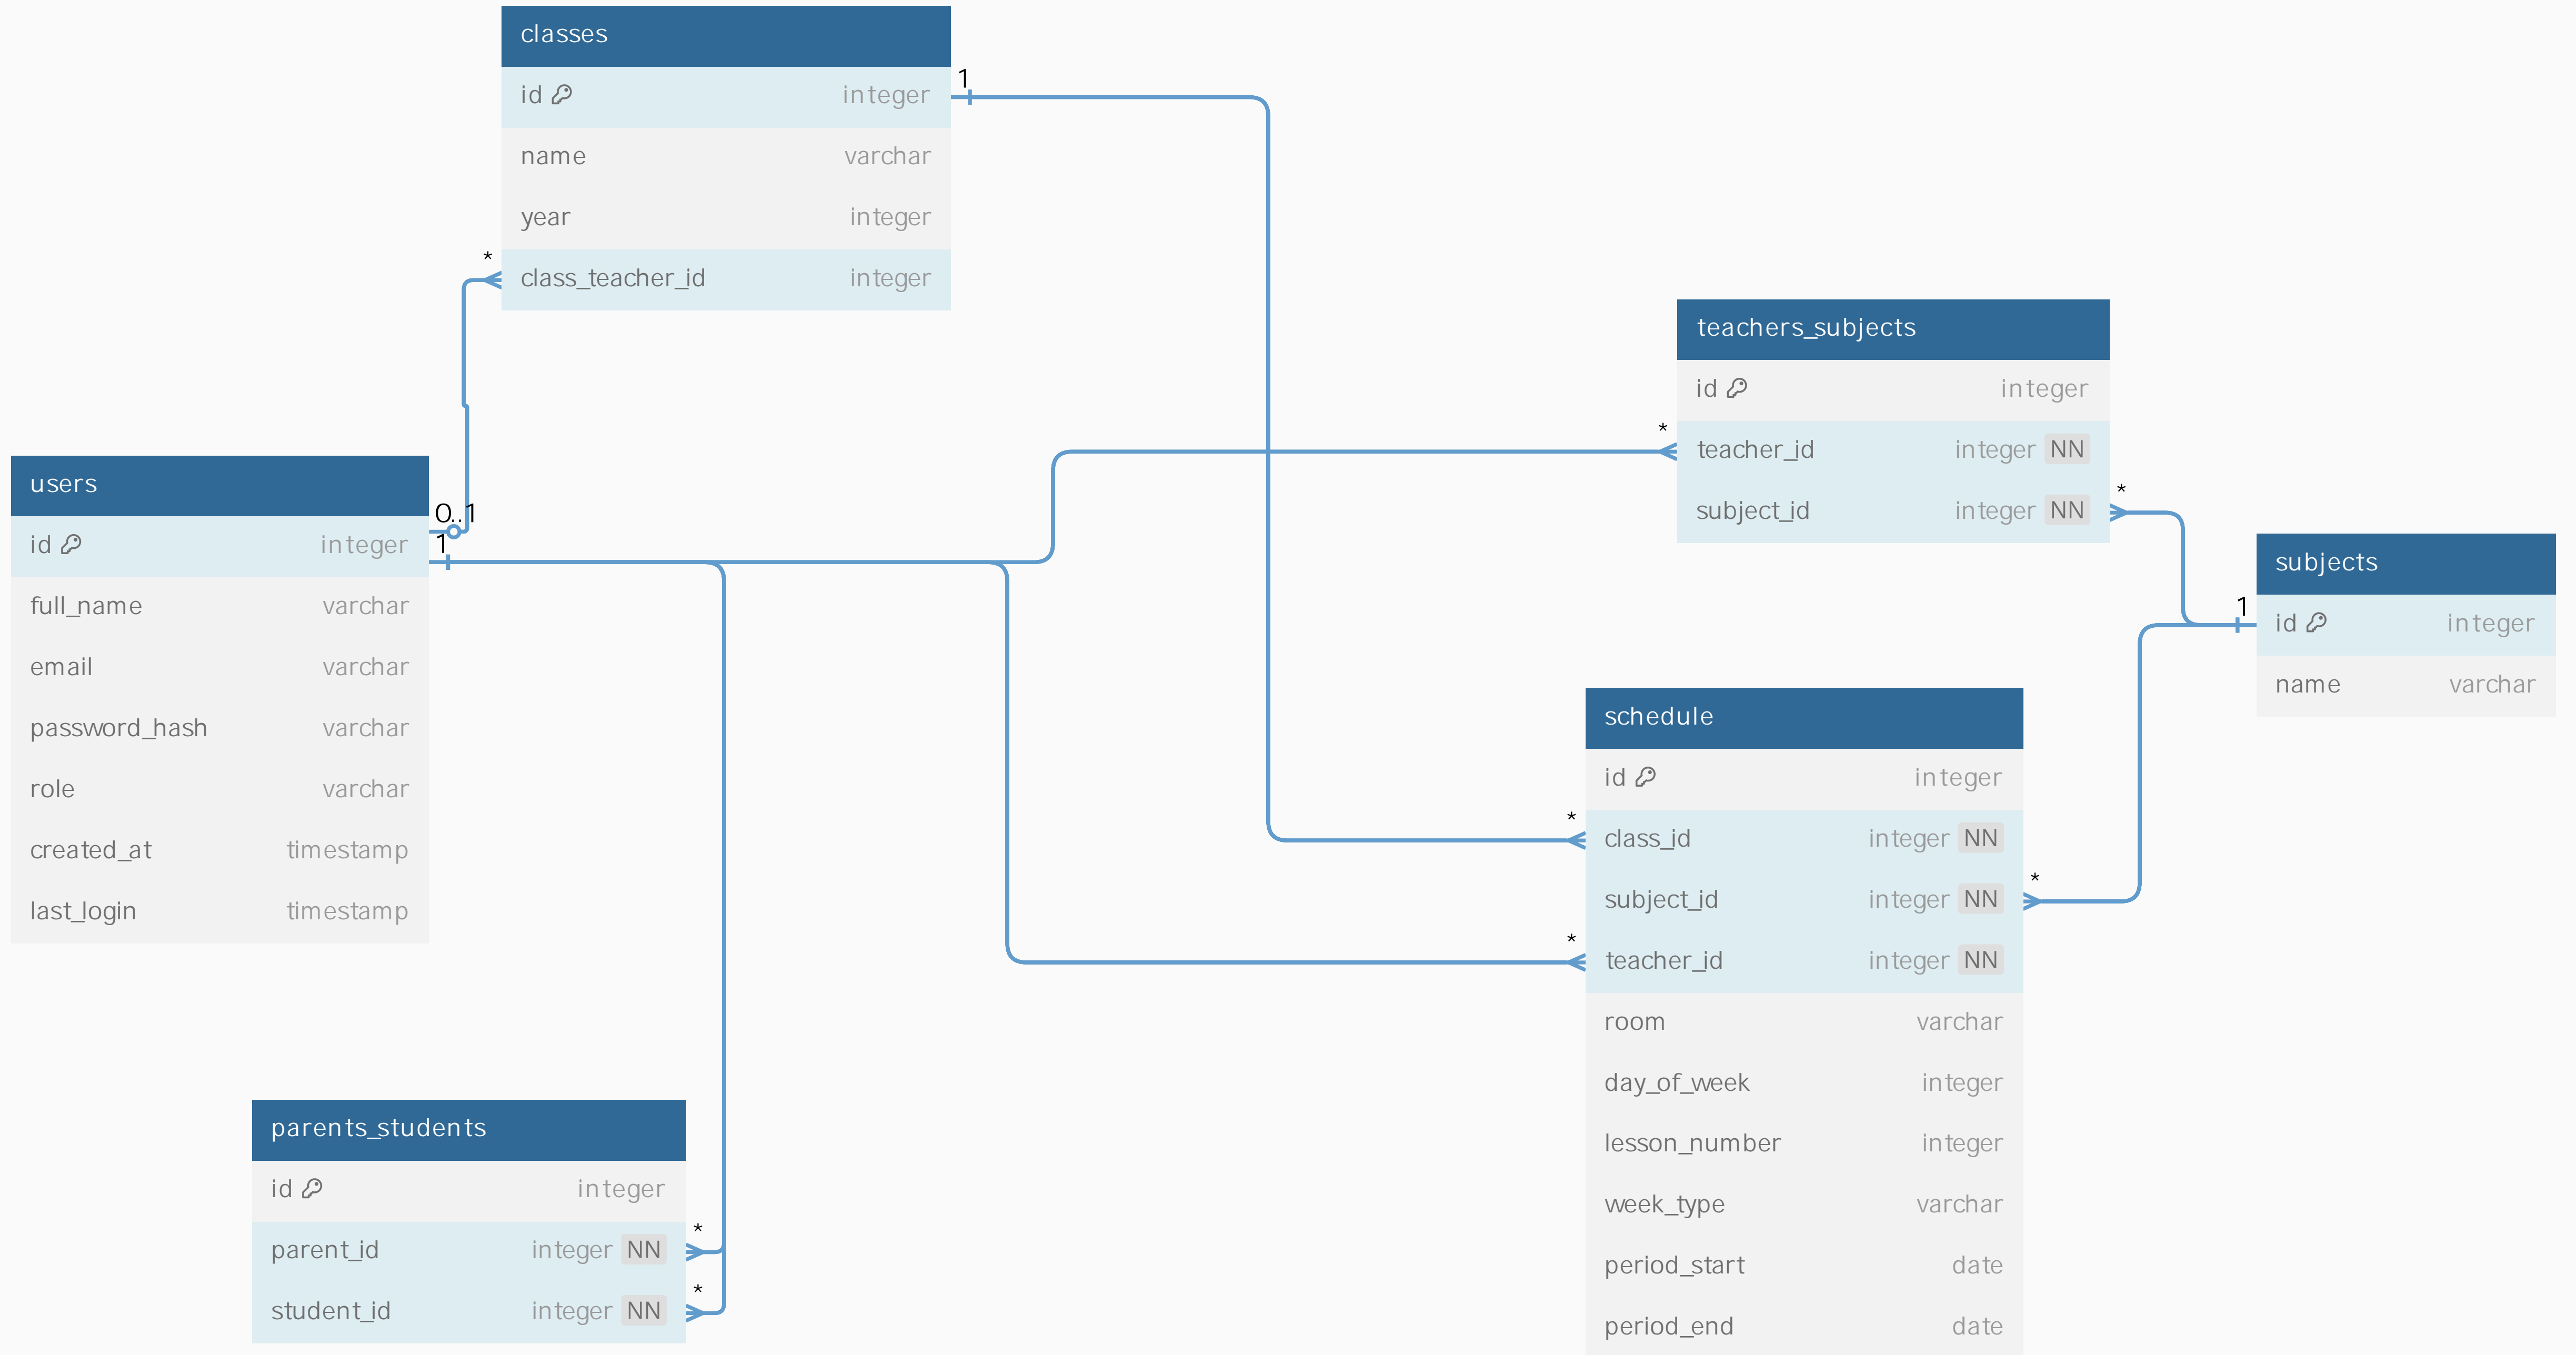 classes
id integer
name varchar
year integer
class_teacher_id integer
1
*
users
id integer
full_name varchar
email varchar
password_hash varchar
role varchar
created_at timestamp
last_login timestamp
0..1
1
parents_students
id integer
parent_id integer NN
student_id integer NN
*
*
teachers_subjects
id integer
teacher_id integer NN
subject_id integer NN
*
*
subjects
id integer
name varchar
1
schedule
id integer
class_id integer NN
subject_id integer NN
teacher_id integer NN
room varchar
day_of_week integer
lesson_number integer
week_type varchar
period_start date
period_end date
*
*
*